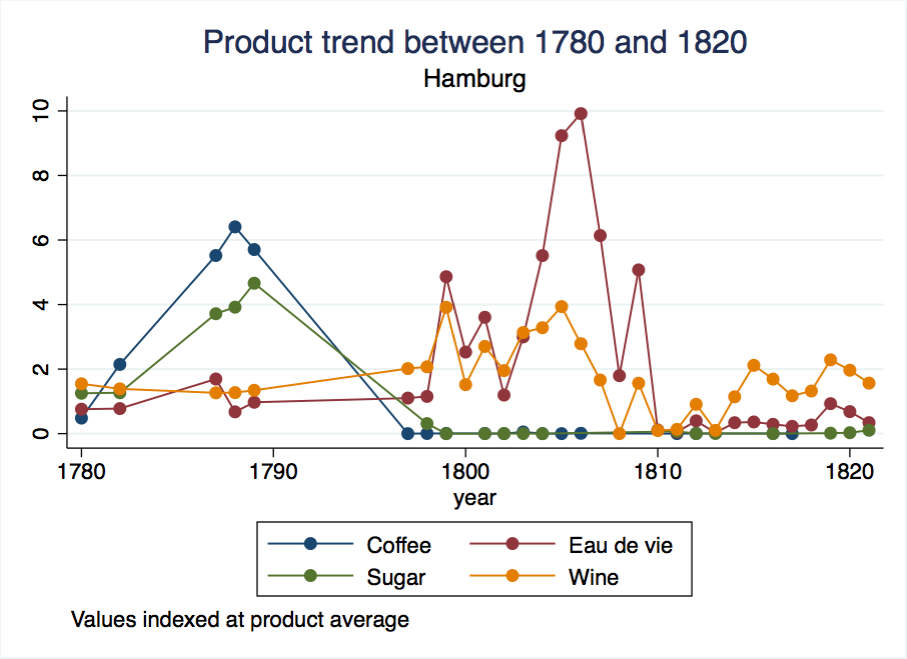 Product trend between 1780 and 1820
Hamburg
10
8
6
4
2
0
1780 1790 1800 1810 1820
year
Coffee Eau de vie
Sugar Wine
Values indexed at product average